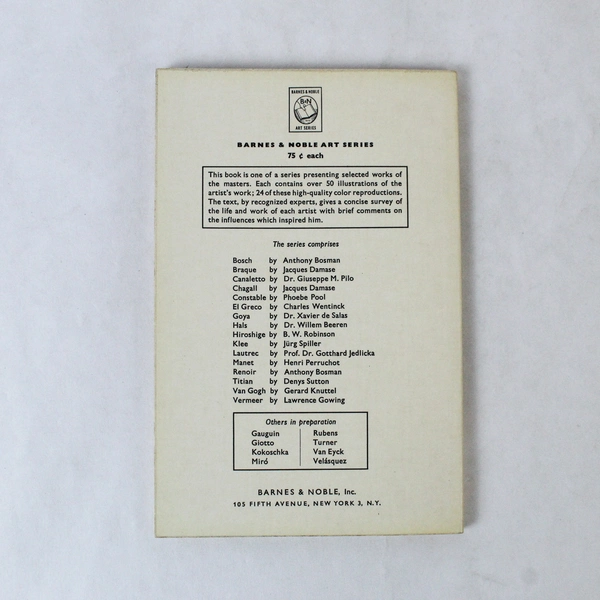 BARNES & NOBLE
B&N
ART SERIES
BARNES & NOBLE ART SERIES
75 ¢ each
This book is one of a series presenting selected works of
the masters. Each contains over 50 illustrations of the
artist's work; 24 of these high-quality color reproductions.
The text, by recognized experts, gives a concise survey of
the life and work of each artist with brief comments on
the influences which inspired him.
The series comprises
Bosch by Anthony Bosman
Braque by Jacques Damase
Canaletto by Dr. Giuseppe M. Pilo
Chagall by Jacques Damase
Constable by Phoebe Pool
El Greco by Charles Wentinck
Goya by Dr. Xavier de Salas
Hals by Dr. Willem Beeren
Hiroshige by B. W. Robinson
Klee by Jürg Spiller
Lautrec by Prof. Dr. Gotthard Jedlicka
Manet by Henri Perruchot
Renoir by Anthony Bosman
Titian by Denys Sutton
Van Gogh by Gerard Knuttel
Vermeer by Lawrence Gowing
Others in preparation
Gauguin Rubens
Giotto Turner
Kokoschka Van Eyck
Miró Velásquez
BARNES & NOBLE, Inc.
105 FIFTH AVENUE, NEW YORK 3, N.Y.